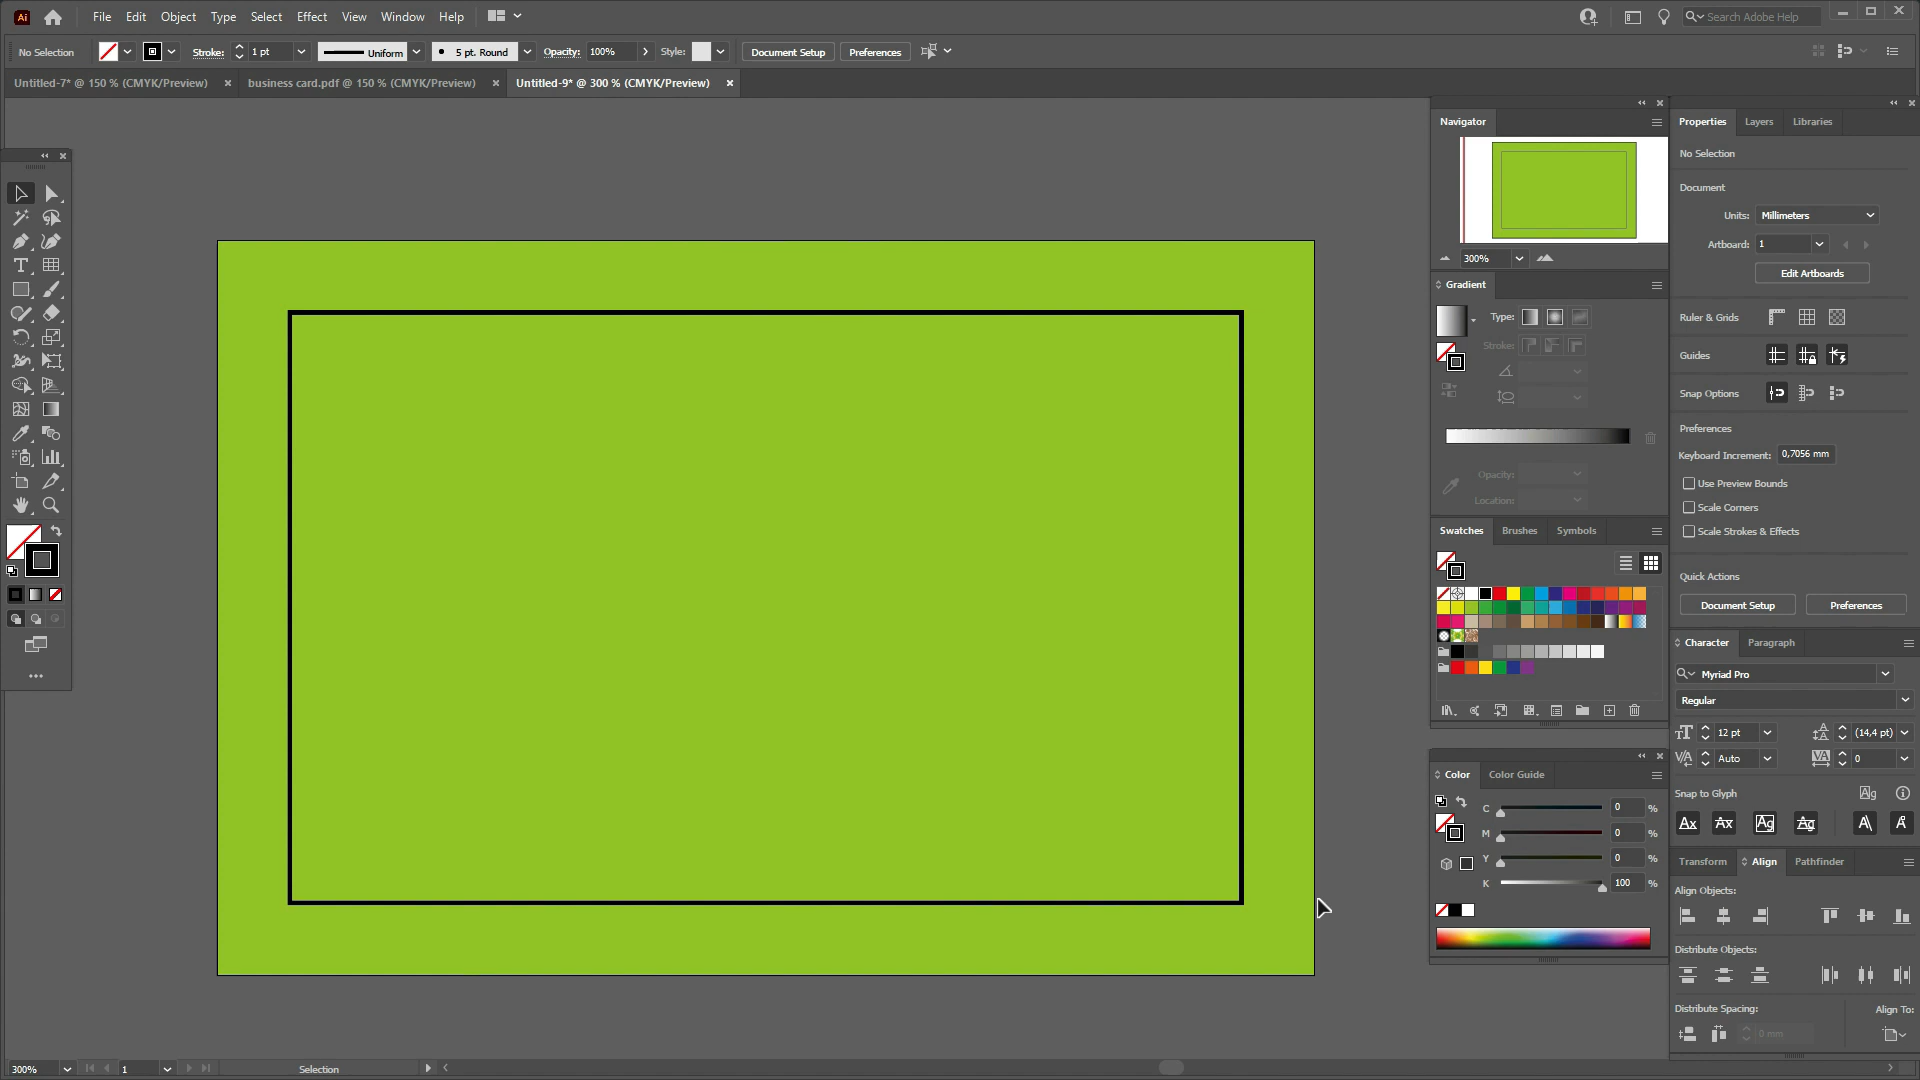 Ai
File Edit Object Type Select Effect View Window Help
Search Adobe Help
No Selection
Stroke: 1 pt
Uniform
5 pt. Round
Opacity: 100%
Style:
Document Setup
Preferences
Untitled-7* @ 150 % (CMYK/Preview)
business card.pdf @ 150 % (CMYK/Preview)
Untitled-9* @ 300 % (CMYK/Preview)
Navigator
300%
Gradient
Type:
Stroke:
Opacity:
Location:
Swatches Brushes Symbols
Color Color Guide
C 0 %
M 0 %
Y 0 %
K 100 %
Properties Layers Libraries
No Selection
Document
Units: Millimeters
Artboard: 1
Edit Artboards
Ruler & Grids
Guides
Snap Options
Preferences
Keyboard Increment: 0,7056 mm
Use Preview Bounds
Scale Corners
Scale Strokes & Effects
Quick Actions
Document Setup
Preferences
Character Paragraph
Myriad Pro
Regular
12 pt
(14,4 pt)
Auto
0
Snap to Glyph
Transform Align Pathfinder
Align Objects:
Distribute Objects:
Distribute Spacing:
Align To:
0 mm
300%
1
Selection